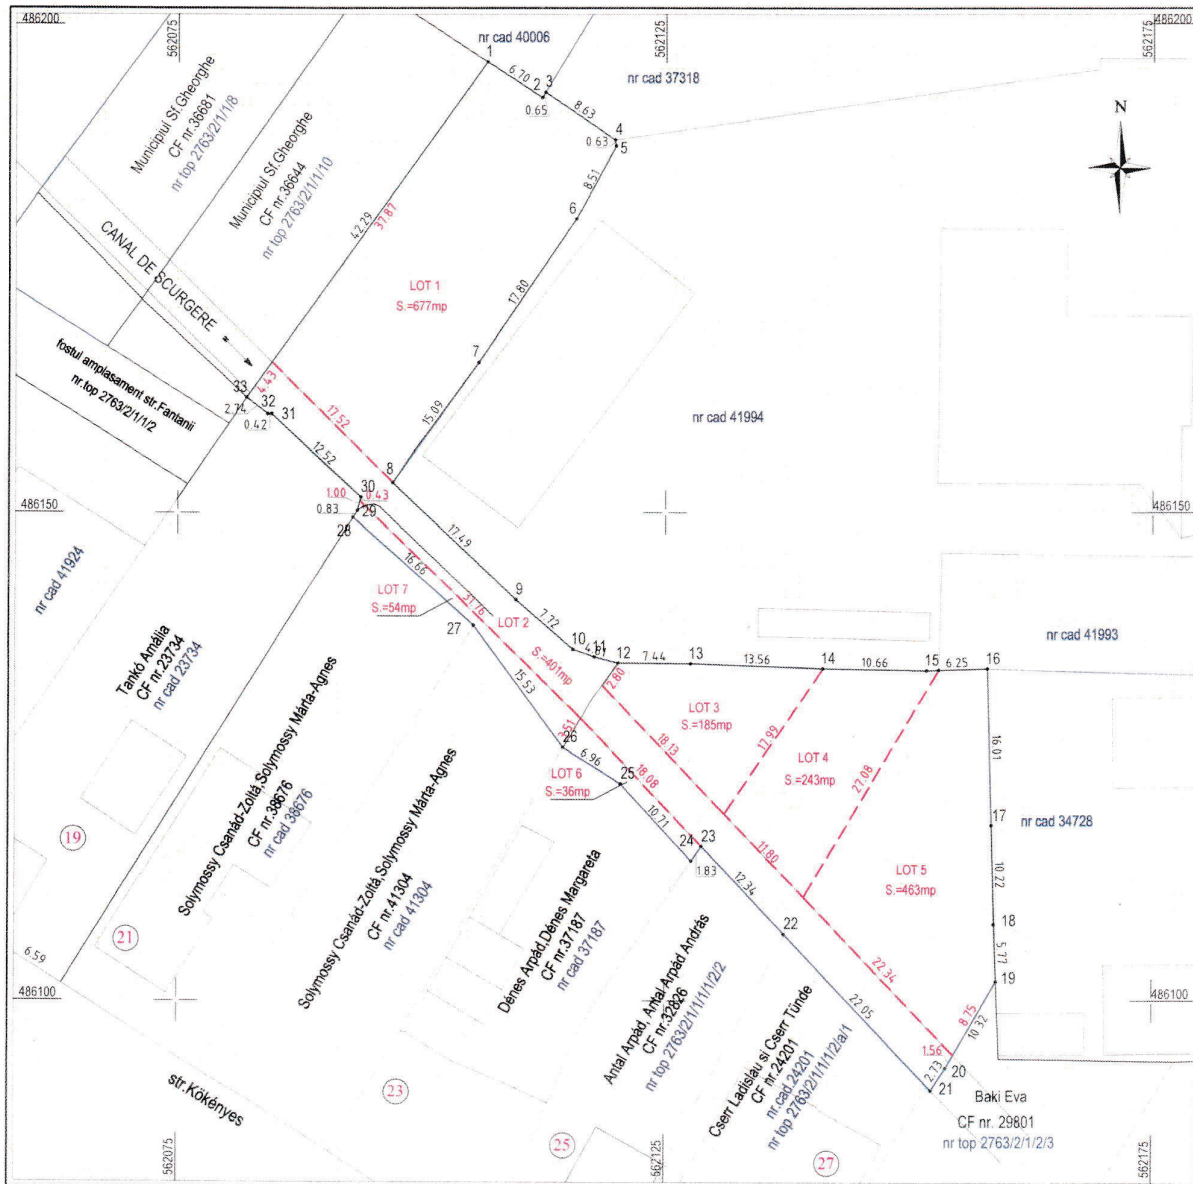 486200
562075
562125
562175
486200
nr cad 40006
nr cad 37318
1
6.70
2
3
0.65
8.63
4
0.63
5
8.51
6
N
Municipiul Sf.Gheorghe
CF nr.36681
nr top 2763/2/1/1/8
Municipiul Sf.Gheorghe
CF nr.36644
nr top 2763/2/1/1/10
CANAL DE SCURGERE
42.29
37.87
LOT 1
S.=677mp
17.80
7
15.09
fostul amplasament str.Fantanii
nr.top 2763/2/1/1/2
33
2.74
32
31
0.42
17.52
12.52
8
nr cad 41994
486150
30
1.00
0.43
0.83
29
28
486150
17.49
16.66
LOT 7
S.=54mp
31.76
LOT 2
S.=401mp
9
7.72
27
10
4.87
11
12
7.44
13
13.56
14
10.66
15
6.25
16
nr cad 41993
nr cad 41924
Tankó Amália
CF nr.23734
nr cad 23734
15.53
2.80
LOT 3
S.=185mp
17.99
18.13
LOT 4
S.=243mp
27.08
16.01
3.51
26
6.96
25
LOT 6
S.=36mp
18.08
10.71
24
23
1.83
12.34
11.80
17
nr cad 34728
LOT 5
S.=463mp
10.22
18
5.77
19
22
22.34
22.05
8.75
10.32
1.56
20
2.73
21
Solymossy Csanád-Zoltá,Solymossy Márta-Agnes
CF nr.38676
nr cad 38676
Solymossy Csanád-Zoltá,Solymossy Márta-Agnes
CF nr.41304
nr cad 41304
Dénes Arpád,Dénes Margareta
CF nr.37187
nr cad 37187
Antal Arpád, Antal Arpád András
CF nr.32826
nr top 2763/2/1/1/1/1/2/2
Cserr Ladislau si Cserr Tünde
CF nr.24201
nr.cad.24201
nr top 2763/2/1/1/1/2/a/1
19
21
6.59
486100
486100
str.Kökényes
23
25
27
Baki Eva
CF nr. 29801
nr top 2763/2/1/2/3
562075
562125
562175